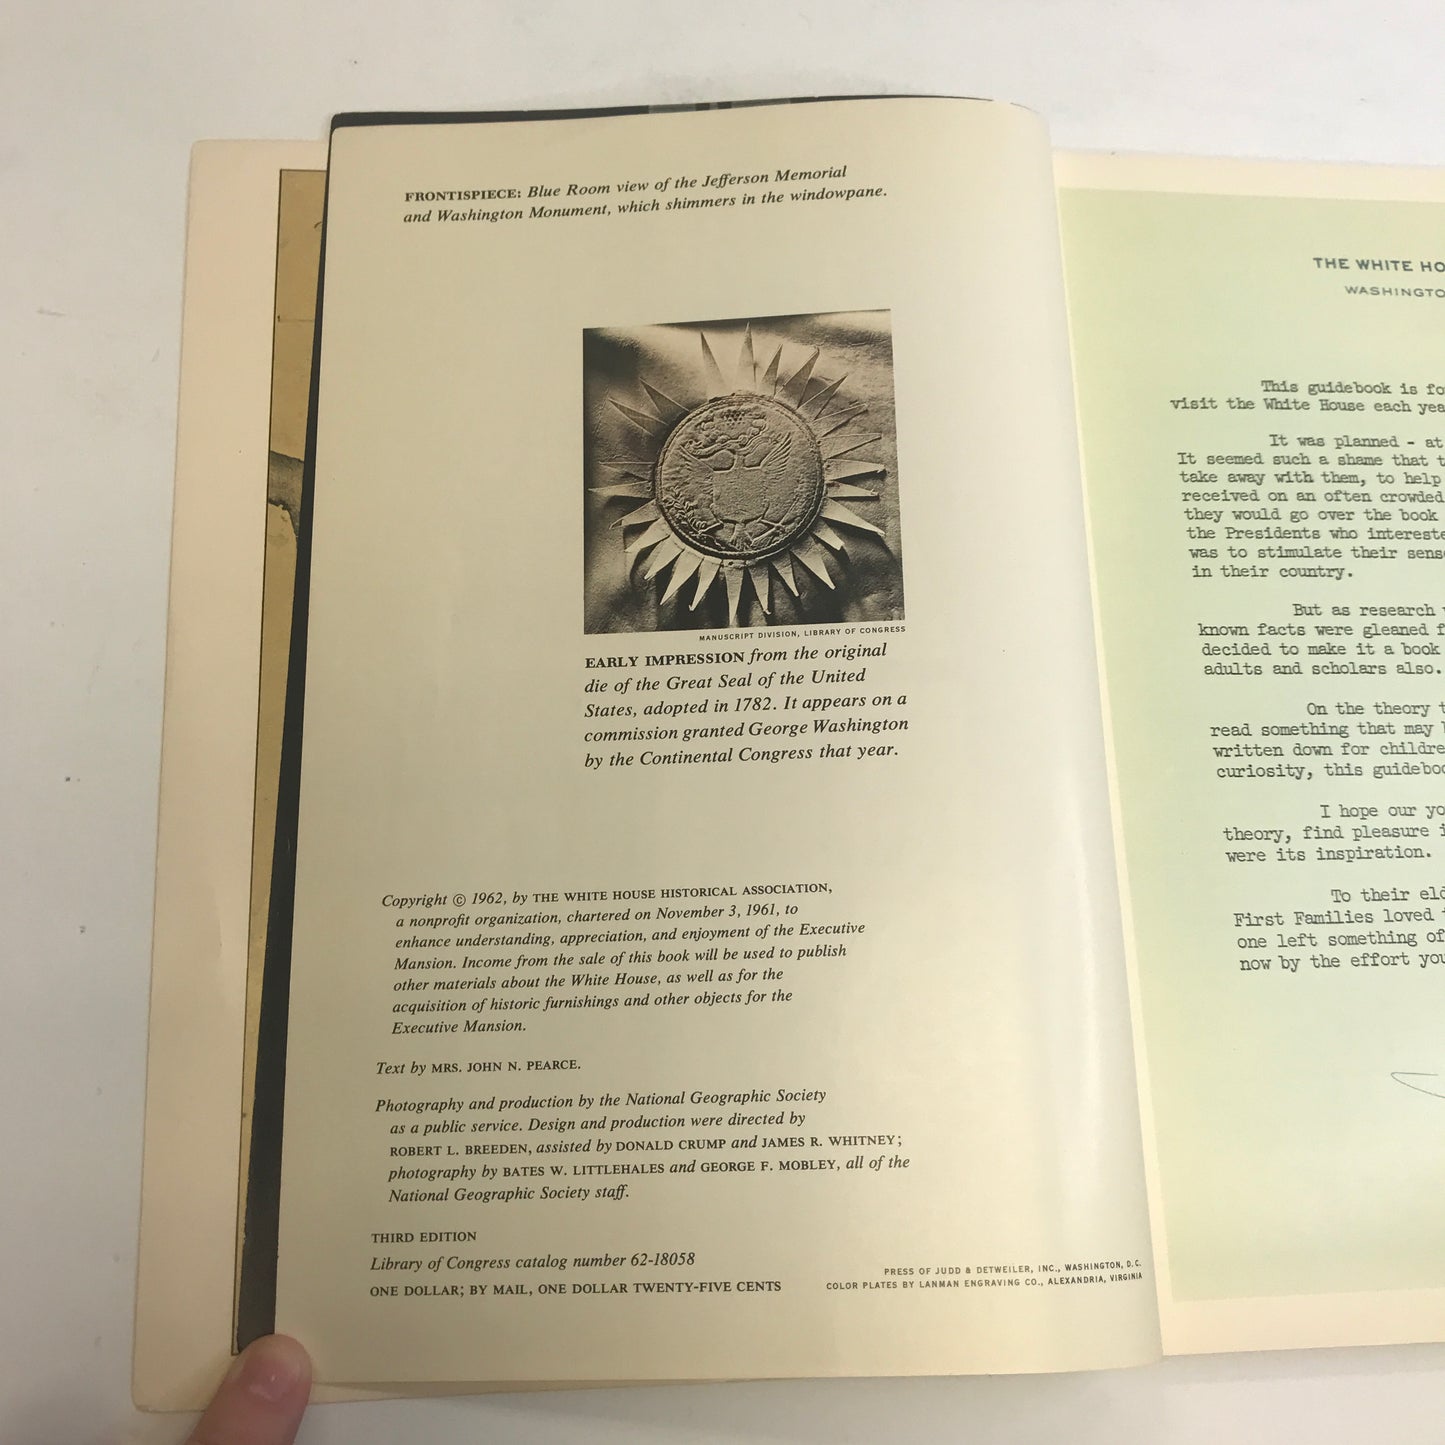 FRONTISPIECE: Blue Room view of the Jefferson Memorial
and Washington Monument, which shimmers in the windowpane.
MANUSCRIPT DIVISION, LIBRARY OF CONGRESS
EARLY IMPRESSION from the original
die of the Great Seal of the United
States, adopted in 1782. It appears on a
commission granted George Washington
by the Continental Congress that year.
Copyright © 1962, by THE WHITE HOUSE HISTORICAL ASSOCIATION,
a nonprofit organization, chartered on November 3, 1961, to
enhance understanding, appreciation, and enjoyment of the Executive
Mansion. Income from the sale of this book will be used to publish
other materials about the White House, as well as for the
acquisition of historic furnishings and other objects for the
Executive Mansion.
Text by MRS. JOHN N. PEARCE.
Photography and production by the National Geographic Society
as a public service. Design and production were directed by
ROBERT L. BREEDEN, assisted by DONALD CRUMP and JAMES R. WHITNEY;
photography by BATES W. LITTLEHALES and GEORGE F. MOBLEY, all of the
National Geographic Society staff.
THIRD EDITION
Library of Congress catalog number 62-18058
ONE DOLLAR; BY MAIL, ONE DOLLAR TWENTY-FIVE CENTS
PRESS OF JUDD & DETWEILER, INC., WASHINGTON, D.C.
COLOR PLATES BY LANMAN ENGRAVING CO., ALEXANDRIA, VIRGINIA
THE WHITE HO
WASHINGTO
This guidebook is fo
visit the White House each yea
It was planned - at
It seemed such a shame that t
take away with them, to help
received on an often crowded
they would go over the book
the Presidents who intereste
was to stimulate their sens
in their country.
But as research
known facts were gleaned f
decided to make it a book
adults and scholars also.
On the theory t
read something that may
written down for childre
curiosity, this guideboo
I hope our yo
theory, find pleasure i
were its inspiration.
To their eld
First Families loved
one left something of
now by the effort you